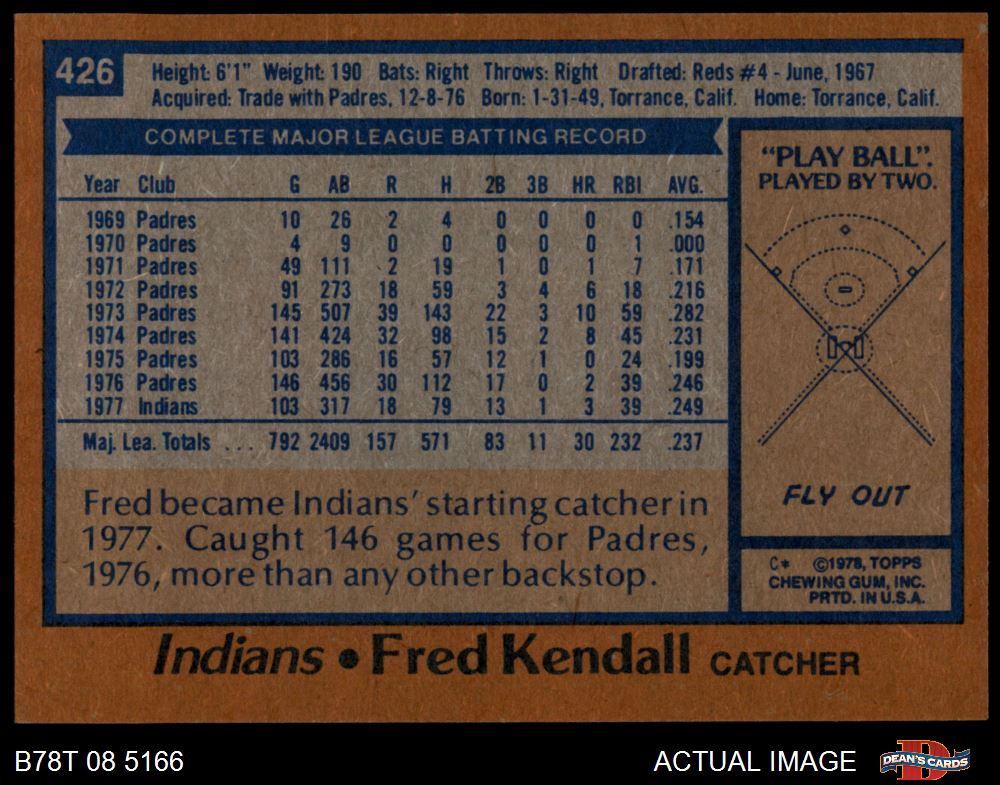 426
Height: 6'1" Weight: 190 Bats: Right Throws: Right Drafted: Reds #4 - June, 1967
Acquired: Trade with Padres, 12-8-76 Born: 1-31-49, Torrance, Calif. Home: Torrance, Calif.
COMPLETE MAJOR LEAGUE BATTING RECORD
Year Club G AB R H 2B 3B HR RBI AVG.
1969 Padres 10 26 2 4 0 0 0 0 .154
1970 Padres 4 9 0 0 0 0 0 1 .000
1971 Padres 49 111 2 19 1 0 1 7 .171
1972 Padres 91 273 18 59 3 4 6 18 .216
1973 Padres 145 507 39 143 22 3 10 59 .282
1974 Padres 141 424 32 98 15 2 8 45 .231
1975 Padres 103 286 16 57 12 1 0 24 .199
1976 Padres 146 456 30 112 17 0 2 39 .246
1977 Indians 103 317 18 79 13 1 3 39 .249
Maj. Lea. Totals . . . 792 2409 157 571 83 11 30 232 .237
Fred became Indians' starting catcher in
1977. Caught 146 games for Padres,
1976, more than any other backstop.
"PLAY BALL".
PLAYED BY TWO.
FLY OUT
C* ©1978, TOPPS
CHEWING GUM, INC.
PRTD. IN U.S.A.
Indians • Fred Kendall CATCHER
B78T 08 5166
ACTUAL IMAGE
DEAN'S CARDS